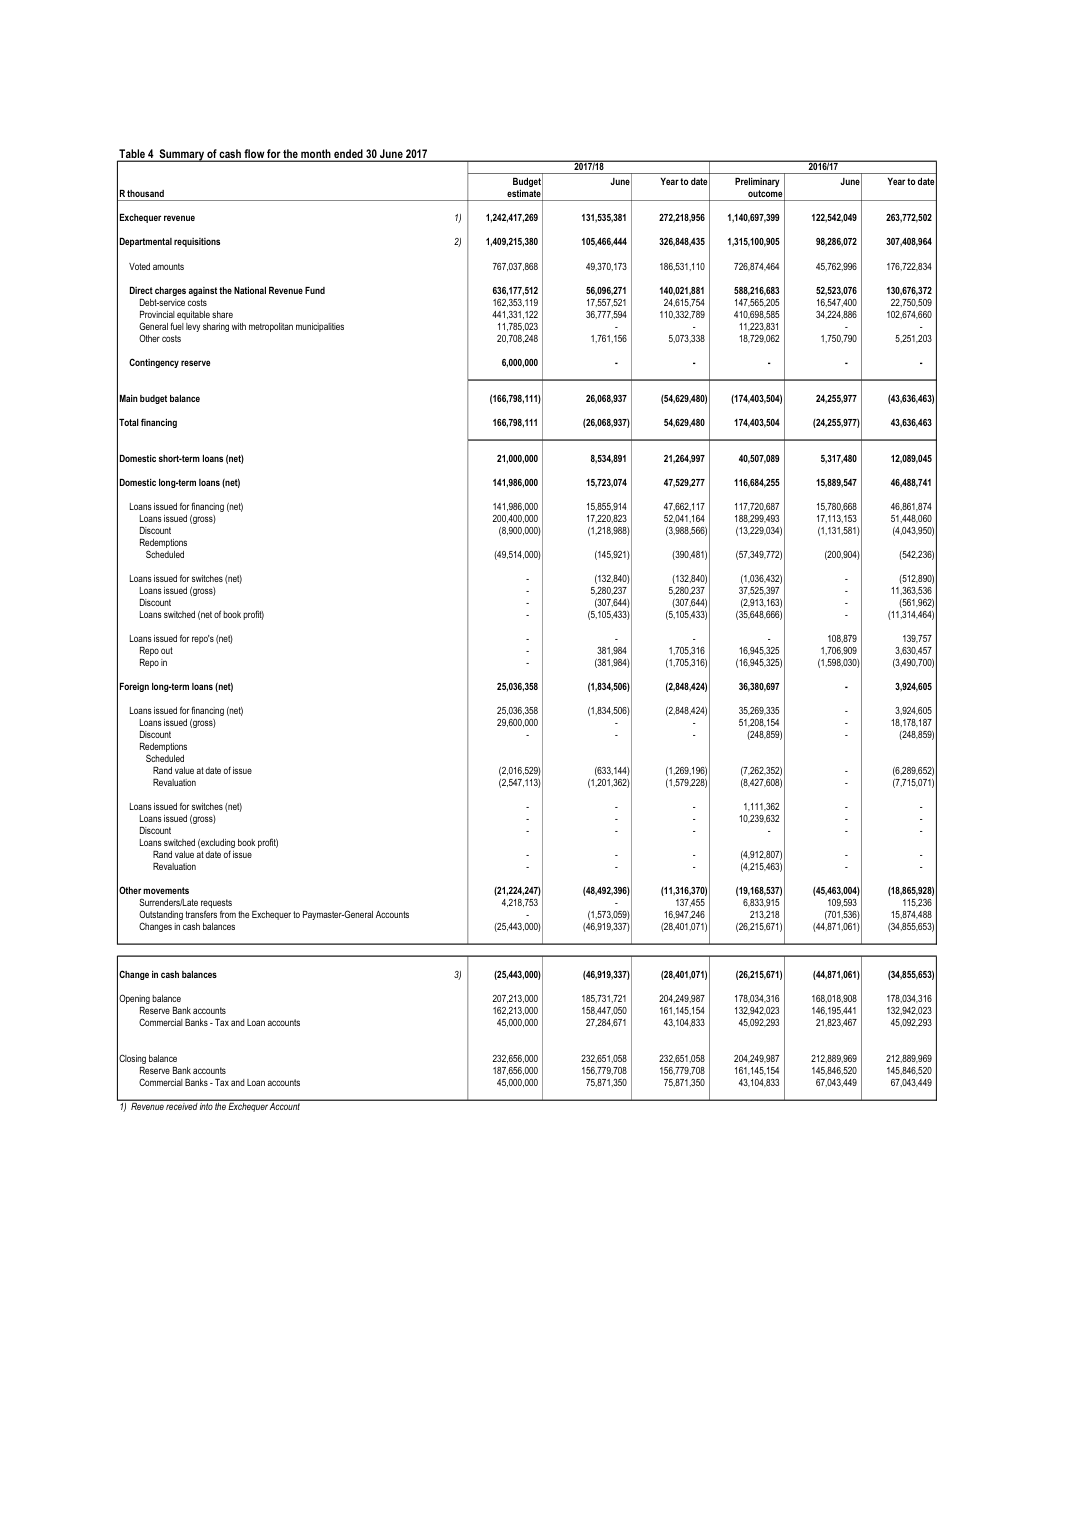 Table 4 Summary of cash flow for the month ended 30 June 2017
2017/18 2016/17
Budget June Year to date Preliminary June Year to date
R thousand estimate outcome
Exchequer revenue 1) 1,242,417,269 131,535,381 272,218,956 1,140,697,399 122,542,049 263,772,502
Departmental requisitions 2) 1,409,215,380 105,466,444 326,848,435 1,315,100,905 98,286,072 307,408,964
Voted amounts 767,037,868 49,370,173 186,531,110 726,874,464 45,762,996 176,722,834
Direct charges against the National Revenue Fund 636,177,512 56,096,271 140,021,881 588,216,683 52,523,076 130,676,372
Debt-service costs 162,353,119 17,557,521 24,615,754 147,565,205 16,547,400 22,750,509
Provincial equitable share 441,331,122 36,777,594 110,332,789 410,698,585 34,224,886 102,674,660
General fuel levy sharing with metropolitan municipalities 11,785,023 - - 11,223,831 - -
Other costs 20,708,248 1,761,156 5,073,338 18,729,062 1,750,790 5,251,203
Contingency reserve 6,000,000 - - - - -
Main budget balance (166,798,111) 26,068,937 (54,629,480) (174,403,504) 24,255,977 (43,636,463)
Total financing 166,798,111 (26,068,937) 54,629,480 174,403,504 (24,255,977) 43,636,463
Domestic short-term loans (net) 21,000,000 8,534,891 21,264,997 40,507,089 5,317,480 12,089,045
Domestic long-term loans (net) 141,986,000 15,723,074 47,529,277 116,684,255 15,889,547 46,488,741
Loans issued for financing (net) 141,986,000 15,855,914 47,662,117 117,720,687 15,780,668 46,861,874
Loans issued (gross) 200,400,000 17,220,823 52,041,164 188,299,493 17,113,153 51,448,060
Discount (8,900,000) (1,218,988) (3,988,566) (13,229,034) (1,131,581) (4,043,950)
Redemptions
Scheduled (49,514,000) (145,921) (390,481) (57,349,772) (200,904) (542,236)
Loans issued for switches (net) - (132,840) (132,840) (1,036,432) - (512,890)
Loans issued (gross) - 5,280,237 5,280,237 37,525,397 - 11,363,536
Discount - (307,644) (307,644) (2,913,163) - (561,962)
Loans switched (net of book profit) - (5,105,433) (5,105,433) (35,648,666) - (11,314,464)
Loans issued for repo's (net) - - - - 108,879 139,757
Repo out - 381,984 1,705,316 16,945,325 1,706,909 3,630,457
Repo in - (381,984) (1,705,316) (16,945,325) (1,598,030) (3,490,700)
Foreign long-term loans (net) 25,036,358 (1,834,506) (2,848,424) 36,380,697 - 3,924,605
Loans issued for financing (net) 25,036,358 (1,834,506) (2,848,424) 35,269,335 - 3,924,605
Loans issued (gross) 29,600,000 - - 51,208,154 - 18,178,187
Discount - - - (248,859) - (248,859)
Redemptions
Scheduled
Rand value at date of issue (2,016,529) (633,144) (1,269,196) (7,262,352) - (6,289,652)
Revaluation (2,547,113) (1,201,362) (1,579,228) (8,427,608) - (7,715,071)
Loans issued for switches (net) - - - 1,111,362 - -
Loans issued (gross) - - - 10,239,632 - -
Discount - - - - - -
Loans switched (excluding book profit)
Rand value at date of issue - - - (4,912,807) - -
Revaluation - - - (4,215,463) - -
Other movements (21,224,247) (48,492,396) (11,316,370) (19,168,537) (45,463,004) (18,865,928)
Surrenders/Late requests 4,218,753 - 137,455 6,833,915 109,593 115,236
Outstanding transfers from the Exchequer to Paymaster-General Accounts - (1,573,059) 16,947,246 213,218 (701,536) 15,874,488
Changes in cash balances (25,443,000) (46,919,337) (28,401,071) (26,215,671) (44,871,061) (34,855,653)
Change in cash balances 3) (25,443,000) (46,919,337) (28,401,071) (26,215,671) (44,871,061) (34,855,653)
Opening balance 207,213,000 185,731,721 204,249,987 178,034,316 168,018,908 178,034,316
Reserve Bank accounts 162,213,000 158,447,050 161,145,154 132,942,023 146,195,441 132,942,023
Commercial Banks - Tax and Loan accounts 45,000,000 27,284,671 43,104,833 45,092,293 21,823,467 45,092,293
Closing balance 232,656,000 232,651,058 232,651,058 204,249,987 212,889,969 212,889,969
Reserve Bank accounts 187,656,000 156,779,708 156,779,708 161,145,154 145,846,520 145,846,520
Commercial Banks - Tax and Loan accounts 45,000,000 75,871,350 75,871,350 43,104,833 67,043,449 67,043,449
1) Revenue received into the Exchequer Account